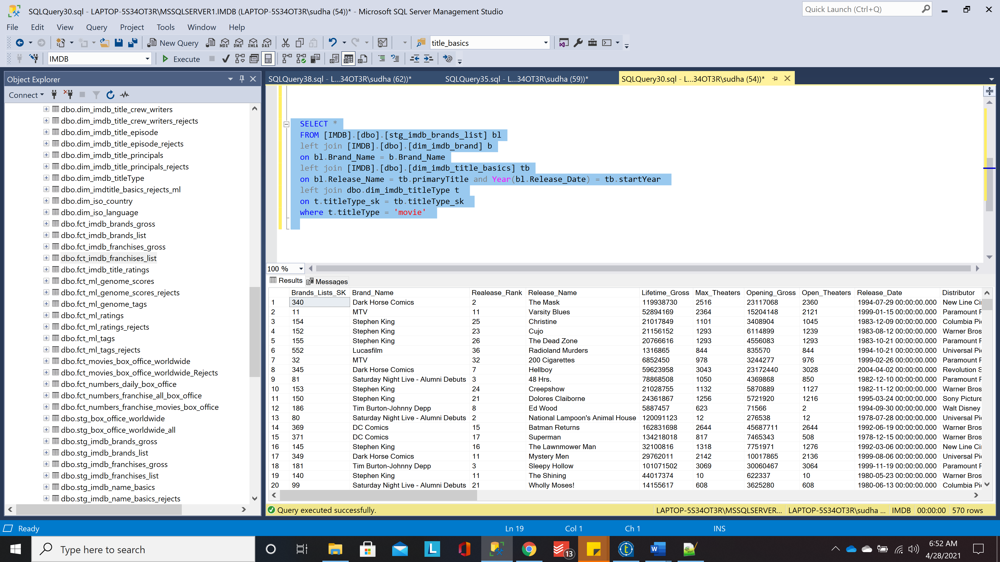 SQLQuery30.sql - LAPTOP-5S34OT3R\MSSQLSERVER1.IMDB (LAPTOP-5S34OT3R\sudha (54))* - Microsoft SQL Server Management Studio
Quick Launch (Ctrl+Q)
File Edit View Query Project Tools Window Help
New Query MDX DMX XMLA DAX title_basics
IMDB Execute
Object Explorer
Connect
dbo.dim_imdb_title_crew_writers
dbo.dim_imdb_title_crew_writers_rejects
dbo.dim_imdb_title_episode
dbo.dim_imdb_title_episode_rejects
dbo.dim_imdb_title_principals
dbo.dim_imdb_title_principals_rejects
dbo.dim_imdb_titleType
dbo.dim_imdtitle_basics_rejects_ml
dbo.dim_iso_country
dbo.dim_iso_language
dbo.fct_imdb_brands_gross
dbo.fct_imdb_brands_list
dbo.fct_imdb_franchises_gross
dbo.fct_imdb_franchises_list
dbo.fct_imdb_title_ratings
dbo.fct_ml_genome_scores
dbo.fct_ml_genome_scores_rejects
dbo.fct_ml_genome_tags
dbo.fct_ml_ratings
dbo.fct_ml_ratings_rejects
dbo.fct_ml_tags
dbo.fct_ml_tags_rejects
dbo.fct_movies_box_office_worldwide
dbo.fct_movies_box_office_worldwide_Rejects
dbo.fct_numbers_daily_box_office
dbo.fct_numbers_franchise_all_box_office
dbo.fct_numbers_franchise_movies_box_office
dbo.stg_box_office_worldwide
dbo.stg_box_office_worldwide_all
dbo.stg_imdb_brands_gross
dbo.stg_imdb_brands_list
dbo.stg_imdb_franchises_gross
dbo.stg_imdb_franchises_list
dbo.stg_imdb_name_basics
dbo.stg_imdb_name_basics_rejects
SQLQuery38.sql - L...34OT3R\sudha (62))* SQLQuery35.sql - L...34OT3R\sudha (59))* SQLQuery30.sql - L...34OT3R\sudha (54))*
SELECT *
FROM [IMDB].[dbo].[stg_imdb_brands_list] bl
left join [IMDB].[dbo].[dim_imdb_brand] b
on bl.Brand_Name = b.Brand_Name
left join [IMDB].[dbo].[dim_imdb_title_basics] tb
on bl.Release_Name = tb.primaryTitle and Year(bl.Release_Date) = tb.startYear
left join dbo.dim_imdb_titleType t
on t.titleType_sk = tb.titleType_sk
where t.titleType = 'movie'
100 %
Results Messages
Brands_Lists_SK Brand_Name Realease_Rank Release_Name Lifetime_Gross Max_Theaters Opening_Gross Open_Theaters Release_Date Distributor
1 340 Dark Horse Comics 2 The Mask 119938730 2516 23117068 2360 1994-07-29 00:00:00.000 New Line Ci
2 11 MTV 11 Varsity Blues 52894169 2364 15204148 2121 1999-01-15 00:00:00.000 Paramount F
3 154 Stephen King 25 Christine 21017849 1101 3408904 1045 1983-12-09 00:00:00.000 Columbia Pi
4 152 Stephen King 23 Cujo 21156152 1293 6114899 1239 1983-08-12 00:00:00.000 Warner Bros
5 155 Stephen King 26 The Dead Zone 20766616 1293 4556083 1293 1983-10-21 00:00:00.000 Paramount F
6 552 Lucasfilm 36 Radioland Murders 1316865 844 835570 844 1994-10-21 00:00:00.000 Universal Pi
7 32 MTV 32 200 Cigarettes 6852450 978 3244277 976 1999-02-26 00:00:00.000 Paramount F
8 345 Dark Horse Comics 7 Hellboy 59623958 3043 23172440 3028 2004-04-02 00:00:00.000 Revolution S
9 81 Saturday Night Live - Alumni Debuts 3 48 Hrs. 78868508 1050 4369868 850 1982-12-10 00:00:00.000 Paramount F
10 153 Stephen King 24 Creepshow 21028755 1132 5870889 1127 1982-11-12 00:00:00.000 Warner Bros
11 150 Stephen King 21 Dolores Claiborne 24361867 1256 5721920 1216 1995-03-24 00:00:00.000 Sony Picture
12 186 Tim Burton-Johnny Depp 8 Ed Wood 5887457 623 71566 2 1994-09-30 00:00:00.000 Walt Disney
13 80 Saturday Night Live - Alumni Debuts 2 National Lampoon's Animal House 120091123 12 276538 12 1978-07-28 00:00:00.000 Universal Pi
14 369 DC Comics 15 Batman Returns 162831698 2644 45687711 2644 1992-06-19 00:00:00.000 Warner Bros
15 371 DC Comics 17 Superman 134218018 817 7465343 508 1978-12-15 00:00:00.000 Warner Bros
16 145 Stephen King 16 The Lawnmower Man 32100816 1318 7751971 1276 1992-03-06 00:00:00.000 New Line Ci
17 349 Dark Horse Comics 11 Mystery Men 29762011 2142 10017865 2136 1999-08-06 00:00:00.000 Universal Pi
18 181 Tim Burton-Johnny Depp 3 Sleepy Hollow 101071502 3069 30060467 3064 1999-11-19 00:00:00.000 Paramount F
19 140 Stephen King 11 The Shining 44017374 10 622337 10 1980-05-23 00:00:00.000 Warner Bros
20 99 Saturday Night Live - Alumni Debuts 21 Wholly Moses! 14155617 608 3625280 608 1980-06-13 00:00:00.000 Columbia Pi
Query executed successfully. LAPTOP-5S34OT3R\MSSQLSERVER... LAPTOP-5S34OT3R\sudha ... IMDB 00:00:00 570 rows
Ready Ln 19 Col 1 Ch 1 INS
Type here to search
13
6:52 AM
4/28/2021